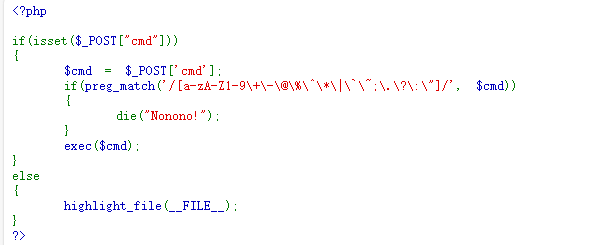 <?php
if(isset($_POST["cmd"]))
{
        $cmd = $_POST['cmd'];
        if(preg_match('/[a-zA-Z1-9\+\-\@\%\^\*\|\`\~;\.\?\:\"]/', $cmd))
        {
                die("Nonono!");
        }
        exec($cmd);
}
else
{
        highlight_file(__FILE__);
}
?>